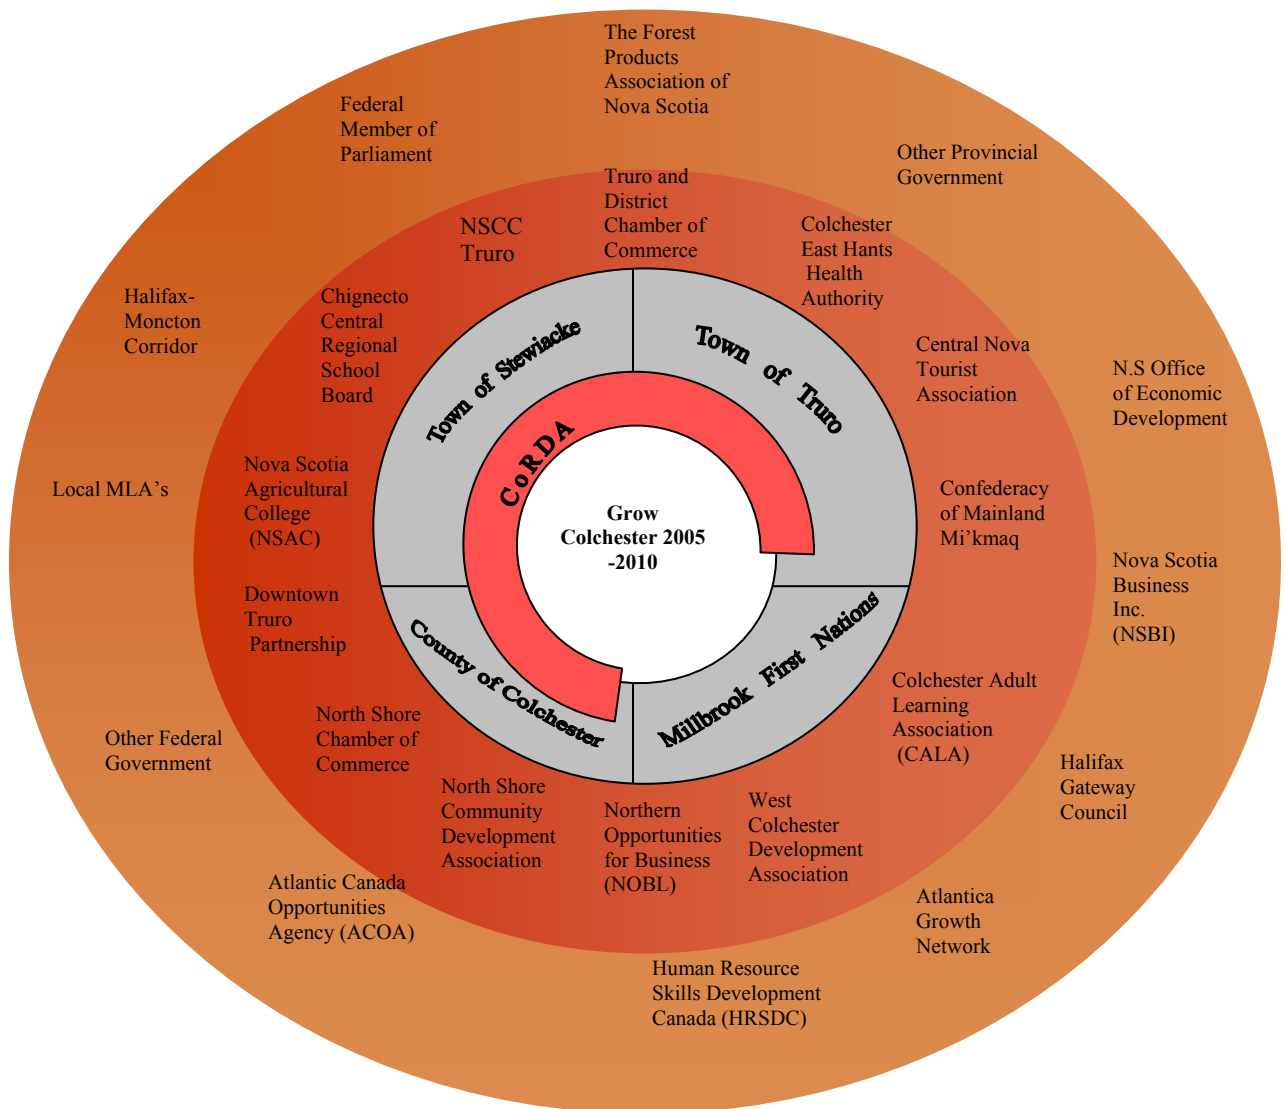 The Forest
Products
Association of
Nova Scotia
Federal
Member of
Parliament
Other Provincial
Government
Truro and
District
Chamber of
Commerce
NSCC
Truro
Colchester
East Hants
Health
Authority
Halifax-
Moncton
Corridor
Chignecto
Central
Regional
School
Board
Town of Stewiacke
Town of Truro
Central Nova
Tourist
Association
N.S Office
of Economic
Development
CoRDA
Local MLA's
Nova Scotia
Agricultural
College
(NSAC)
Grow
Colchester 2005
-2010
Confederacy
of Mainland
Mi'kmaq
Nova Scotia
Business
Inc.
(NSBI)
Downtown
Truro
Partnership
County of Colchester
Millbrook First Nations
Colchester Adult
Learning
Association
(CALA)
Other Federal
Government
North Shore
Chamber of
Commerce
Halifax
Gateway
Council
North Shore
Community
Development
Association
Northern
Opportunities
for Business
(NOBL)
West
Colchester
Development
Association
Atlantic Canada
Opportunities
Agency (ACOA)
Atlantica
Growth
Network
Human Resource
Skills Development
Canada (HRSDC)